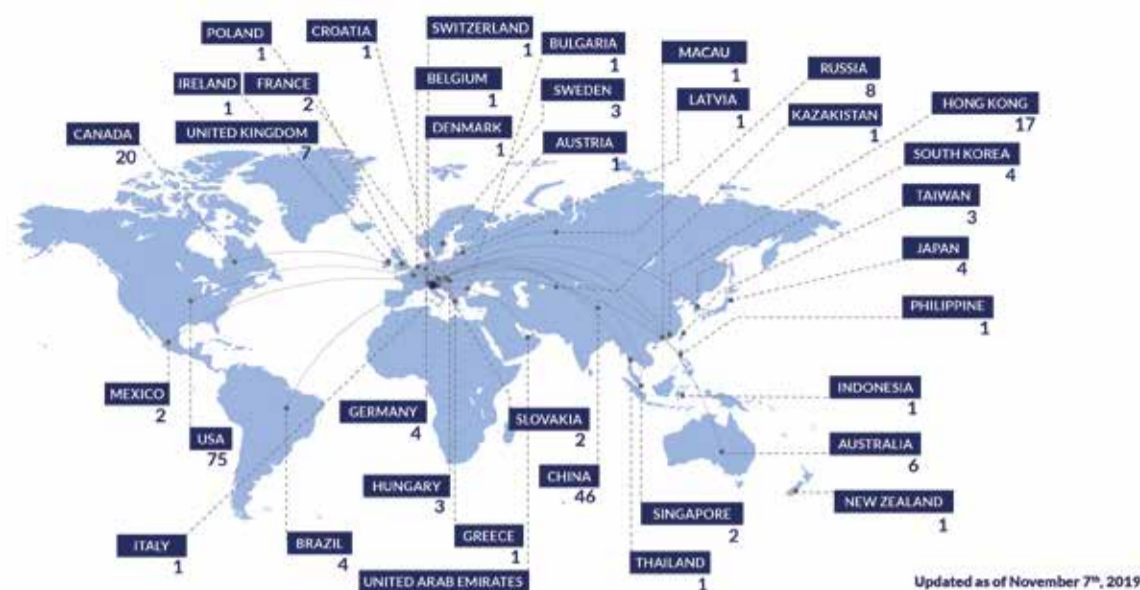 POLAND
1
CROATIA
1
SWITZERLAND
1
BULGARIA
1
MACAU
1
RUSSIA
8
IRELAND
1
FRANCE
2
BELGIUM
1
SWEDEN
3
LATVIA
1
KAZAKISTAN
1
HONG KONG
17
CANADA
20
UNITED KINGDOM
7
DENMARK
1
AUSTRIA
1
SOUTH KOREA
4
TAIWAN
3
JAPAN
4
PHILIPPINE
1
MEXICO
2
USA
75
GERMANY
4
SLOVAKIA
2
INDONESIA
1
AUSTRALIA
6
HUNGARY
3
CHINA
46
NEW ZEALAND
1
SINGAPORE
2
ITALY
1
BRAZIL
4
GREECE
1
THAILAND
1
UNITED ARAB EMIRATES
Updated as of November 7th, 2019